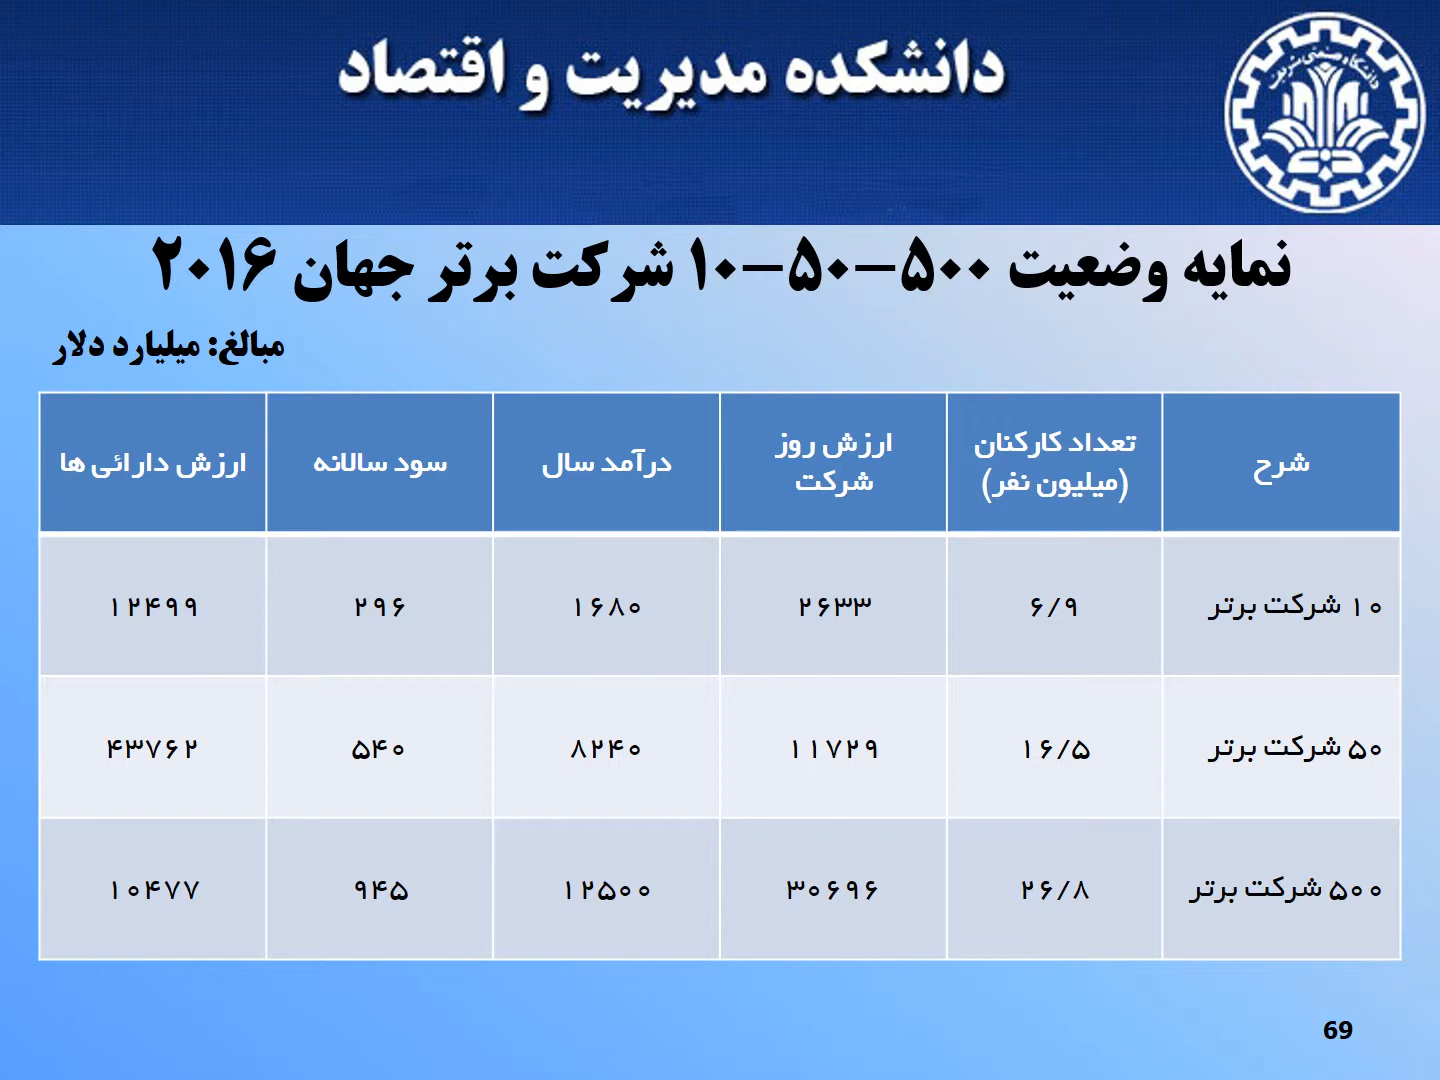 دانشگاه صنعتی شریف
دانشکده مدیریت و اقتصاد
نمایه وضعیت ۵۰۰-۵۰-۱۰ شرکت برتر جهان ۲۰۱۶
مبالغ: میلیارد دلار
شرح	تعداد کارکنان (میلیون نفر)	ارزش روز شرکت	درآمد سال	سود سالانه	ارزش دارائی ها
۱۰ شرکت برتر	۶/۹	۲۶۳۳	۱۶۸۰	۲۹۶	۱۲۴۹۹
۵۰ شرکت برتر	۱۶/۵	۱۱۷۲۹	۸۲۴۰	۵۴۰	۴۳۷۶۲
۵۰۰ شرکت برتر	۲۶/۸	۳۰۶۹۶	۱۲۵۰۰	۹۴۵	۱۰۴۷۷
69